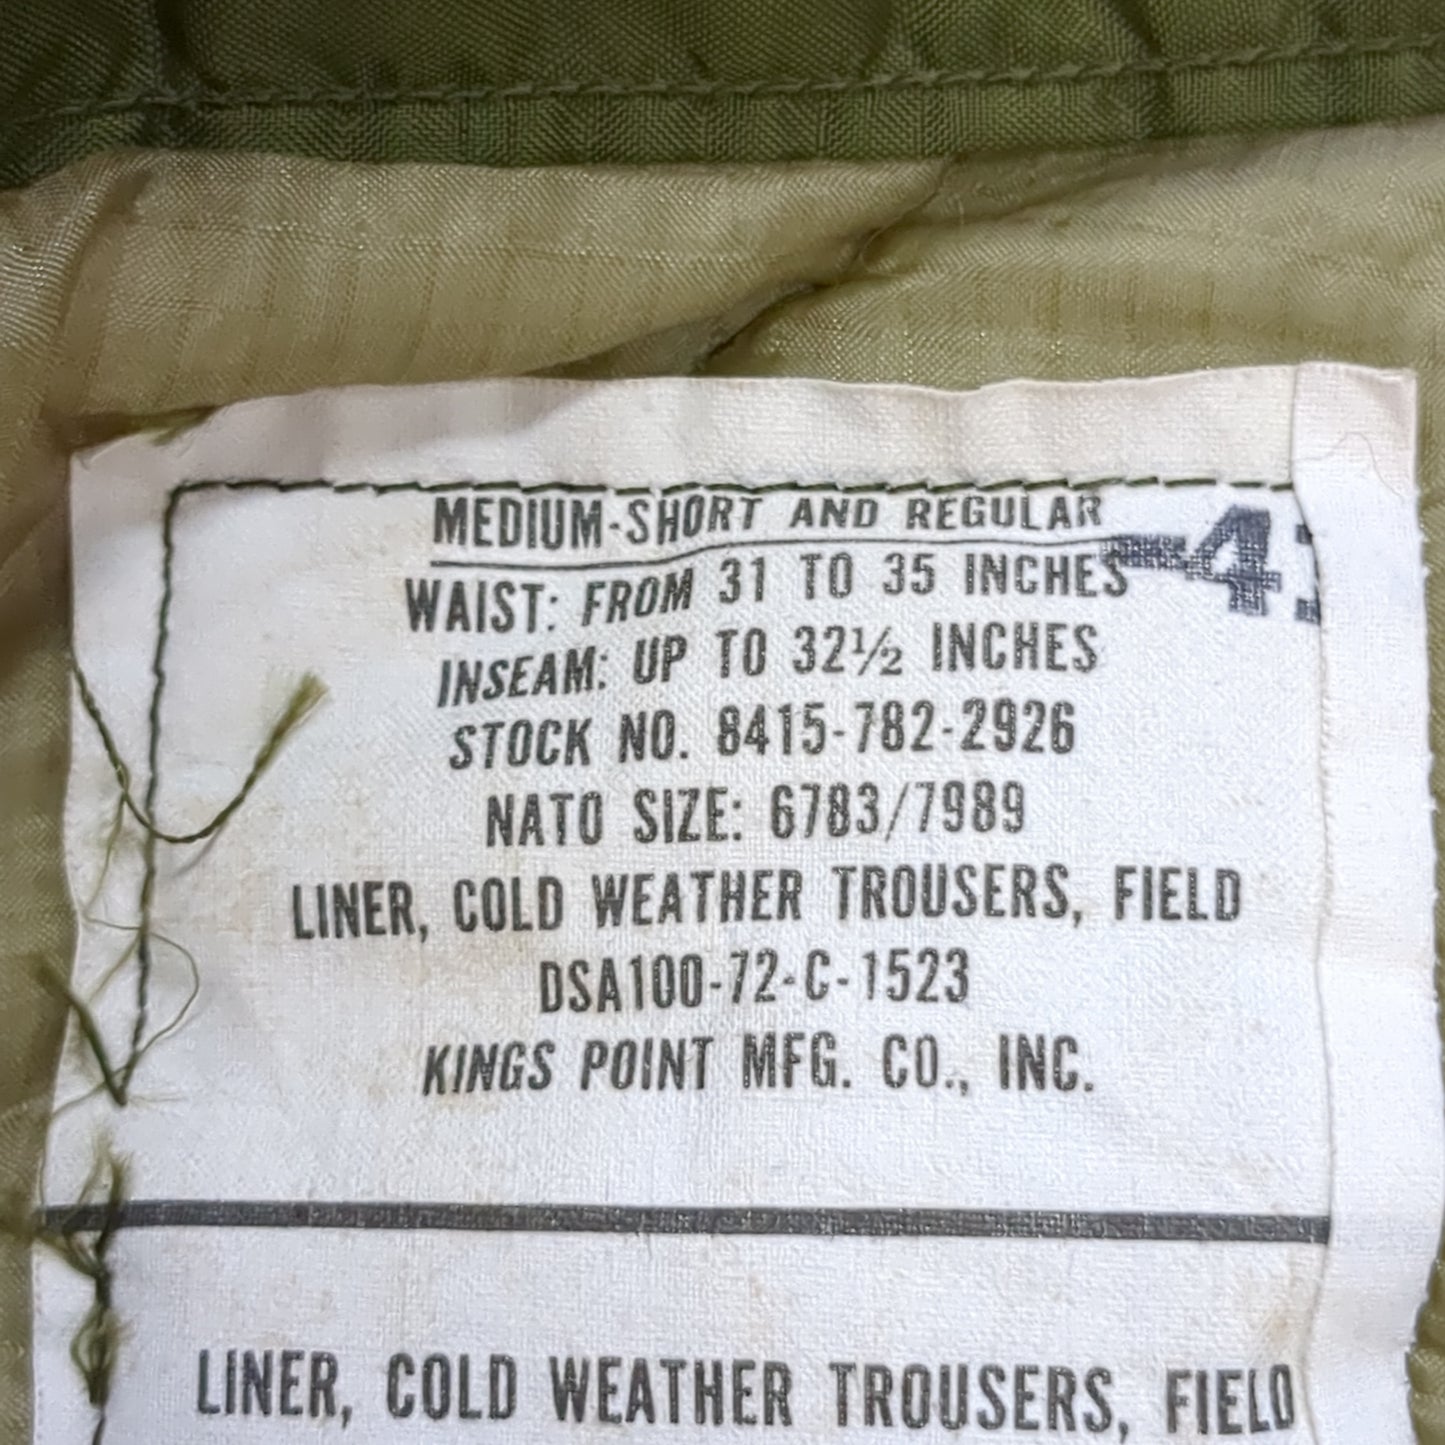 MEDIUM-SHORT AND REGULAR
-4
WAIST: FROM 31 TO 35 INCHES
INSEAM: UP TO 32½ INCHES
STOCK NO. 8415-782-2926
NATO SIZE: 6783/7989
LINER, COLD WEATHER TROUSERS, FIELD
DSA100-72-C-1523
KINGS POINT MFG. CO., INC.
LINER, COLD WEATHER TROUSERS, FIELD